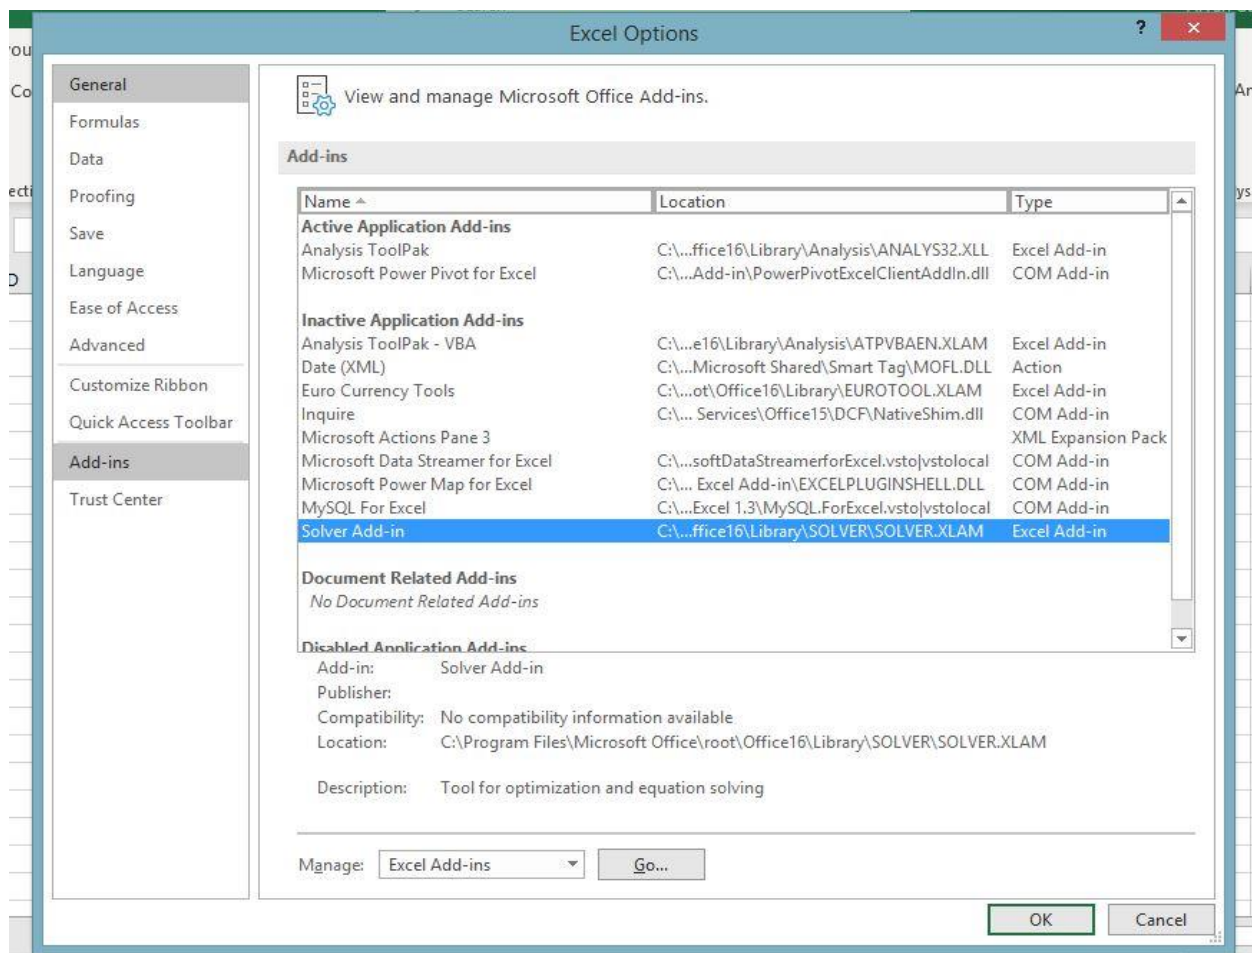 Excel Options
?
General
Formulas
Data
Proofing
Save
Language
Ease of Access
Advanced
Customize Ribbon
Quick Access Toolbar
Add-ins
Trust Center
View and manage Microsoft Office Add-ins.
Add-ins
Name Location Type
Active Application Add-ins
Analysis ToolPak C:\...ffice16\Library\Analysis\ANALYS32.XLL Excel Add-in
Microsoft Power Pivot for Excel C:\...Add-in\PowerPivotExcelClientAddIn.dll COM Add-in
Inactive Application Add-ins
Analysis ToolPak - VBA C:\...e16\Library\Analysis\ATPVBAEN.XLAM Excel Add-in
Date (XML) C:\...Microsoft Shared\Smart Tag\MOFL.DLL Action
Euro Currency Tools C:\...ot\Office16\Library\EUROTOOL.XLAM Excel Add-in
Inquire C:\... Services\Office15\DCF\NativeShim.dll COM Add-in
Microsoft Actions Pane 3 XML Expansion Pack
Microsoft Data Streamer for Excel C:\...softDataStreamerforExcel.vsto|vstolocal COM Add-in
Microsoft Power Map for Excel C:\... Excel Add-in\EXCELPLUGINSHELL.DLL COM Add-in
MySQL For Excel C:\...Excel 1.3\MySQL.ForExcel.vsto|vstolocal COM Add-in
Solver Add-in C:\...ffice16\Library\SOLVER\SOLVER.XLAM Excel Add-in
Document Related Add-ins
No Document Related Add-ins
Disabled Application Add-ins
Add-in: Solver Add-in
Publisher:
Compatibility: No compatibility information available
Location: C:\Program Files\Microsoft Office\root\Office16\Library\SOLVER\SOLVER.XLAM
Description: Tool for optimization and equation solving
Manage: Excel Add-ins Go...
OK Cancel